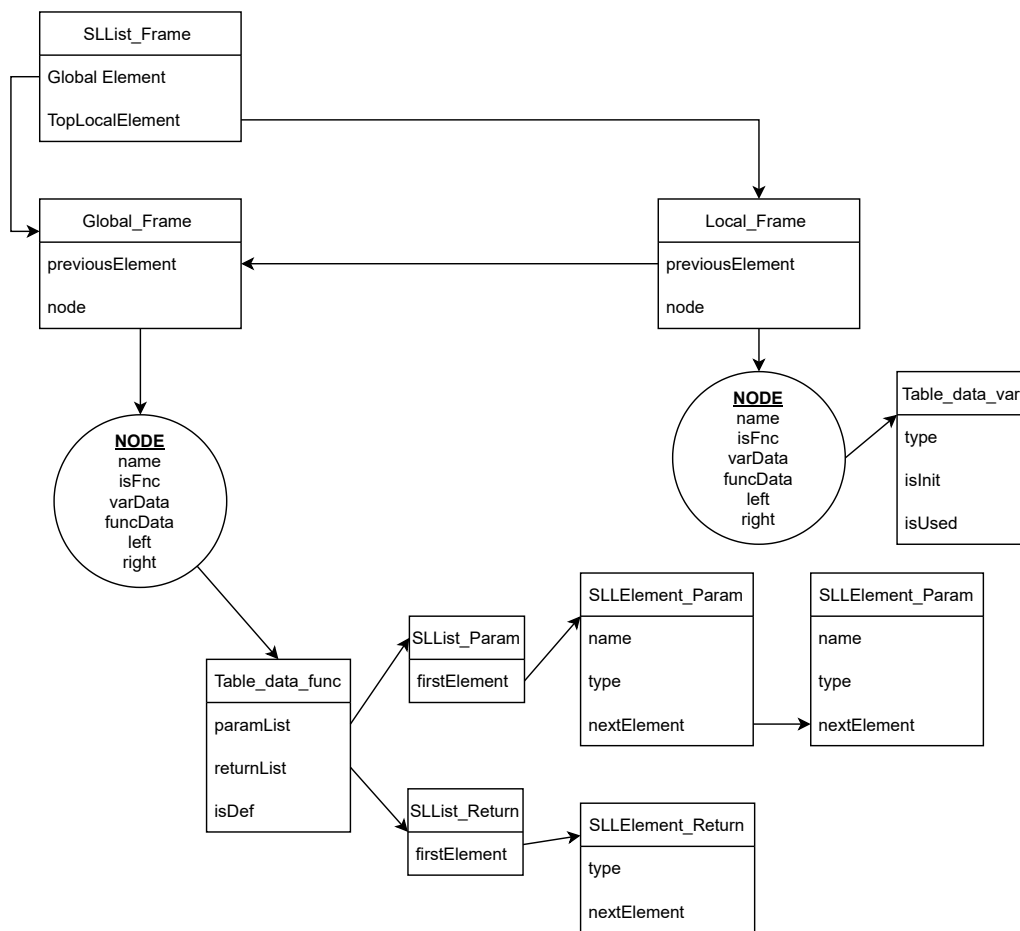 SLList_Frame
Global Element
TopLocalElement
Global_Frame
previousElement
node
Local_Frame
previousElement
node
NODE
name
isFnc
varData
funcData
left
right
NODE
name
isFnc
varData
funcData
left
right
Table_data_var
type
isInit
isUsed
Table_data_func
paramList
returnList
isDef
SLList_Param
firstElement
SLLElement_Param
name
type
nextElement
SLLElement_Param
name
type
nextElement
SLList_Return
firstElement
SLLElement_Return
type
nextElement